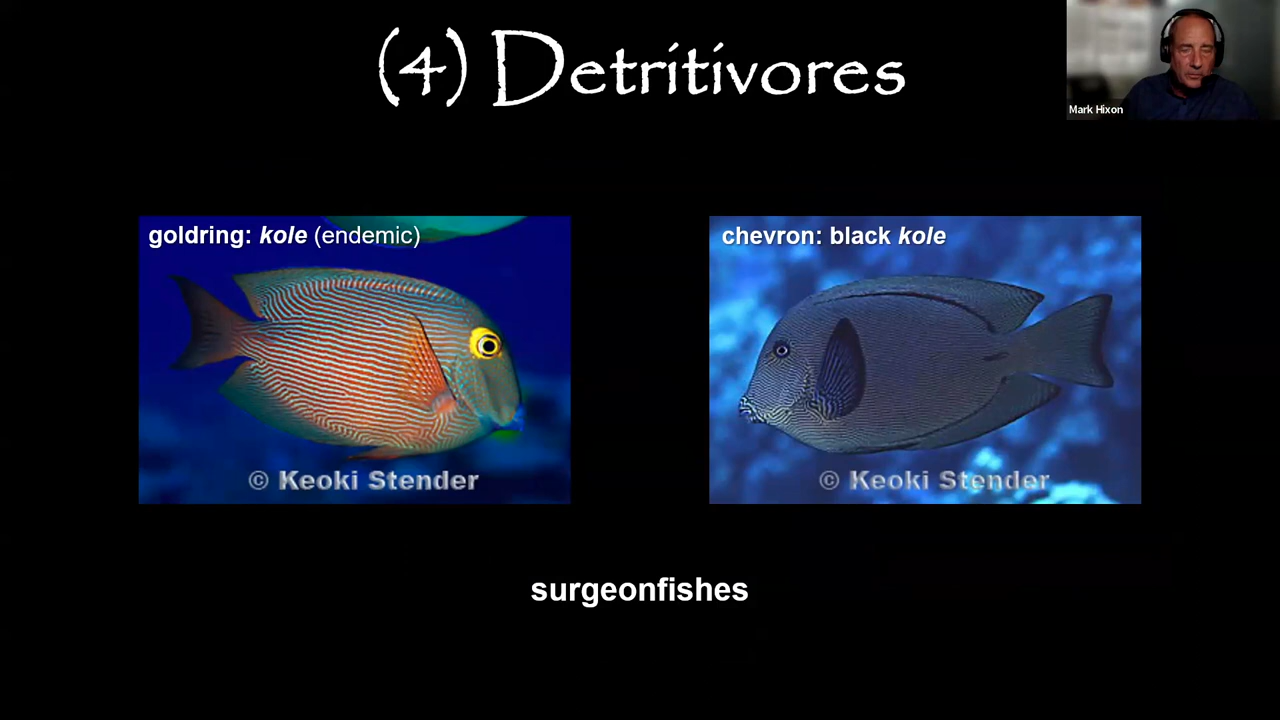 (4) Detritivores
Mark Hixon
goldring: kole (endemic)
chevron: black kole
© Keoki Stender
© Keoki Stender
surgeonfishes